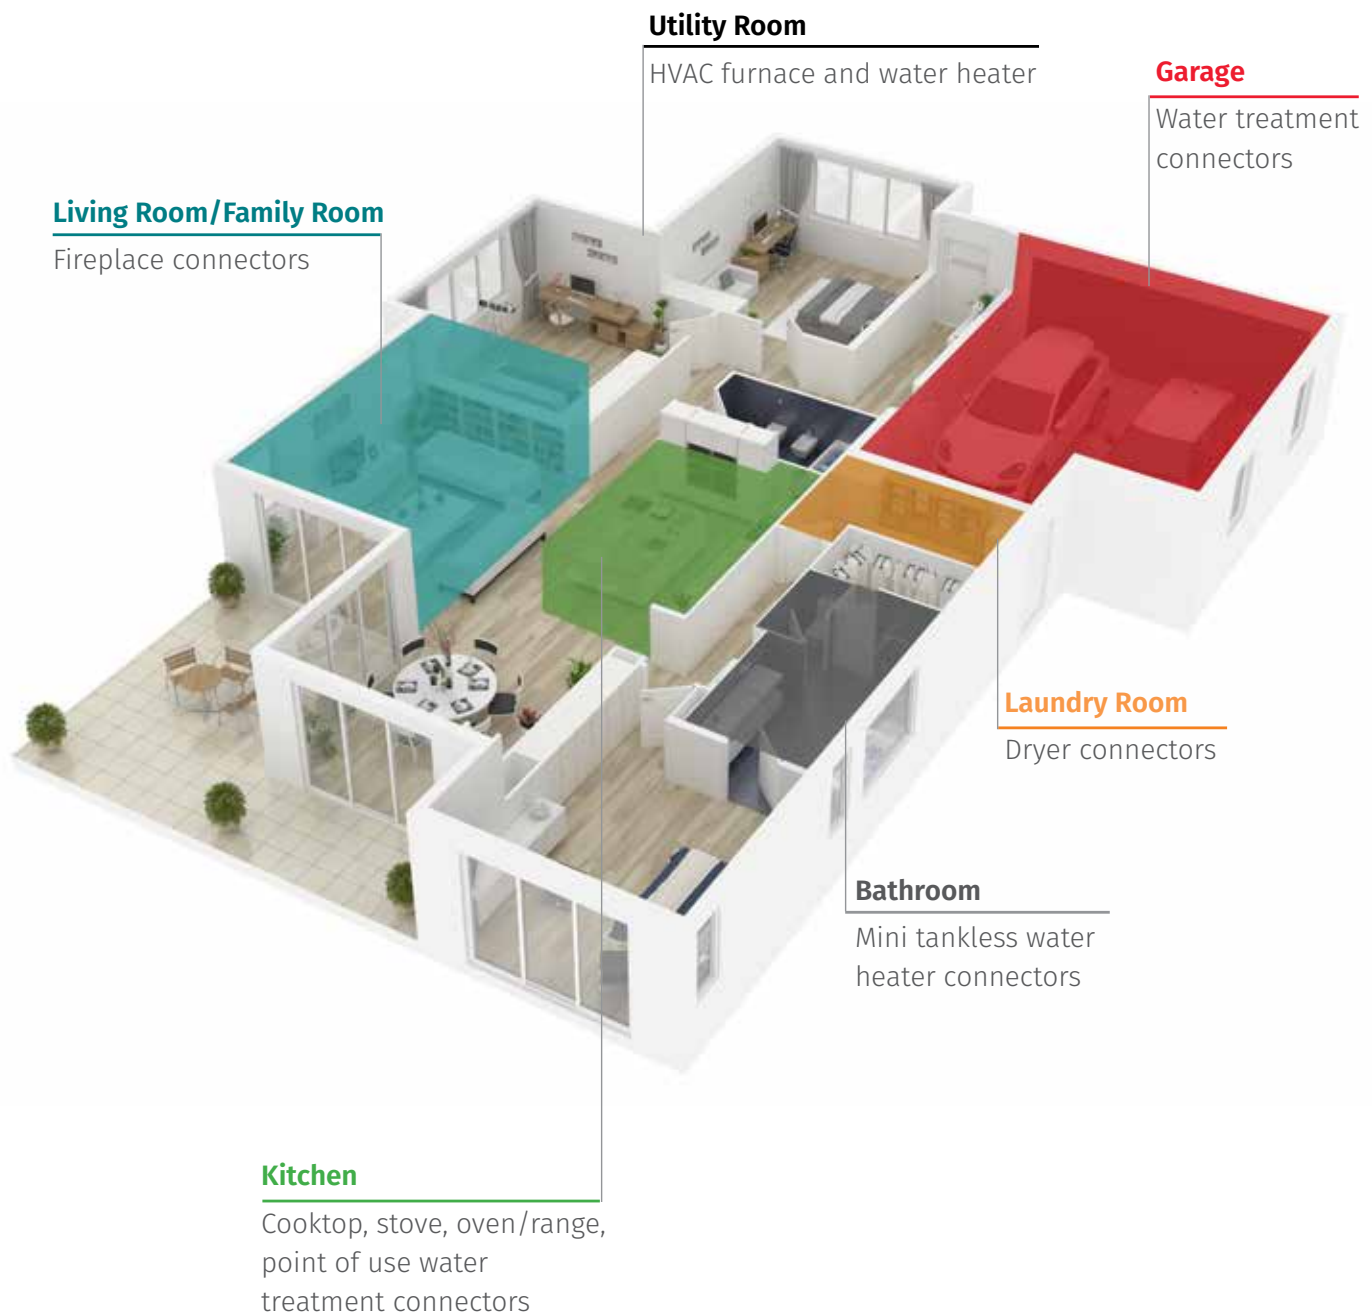 Utility Room
HVAC furnace and water heater
Garage
Water treatment
connectors
Living Room/Family Room
Fireplace connectors
Laundry Room
Dryer connectors
Bathroom
Mini tankless water
heater connectors
Kitchen
Cooktop, stove, oven/range,
point of use water
treatment connectors